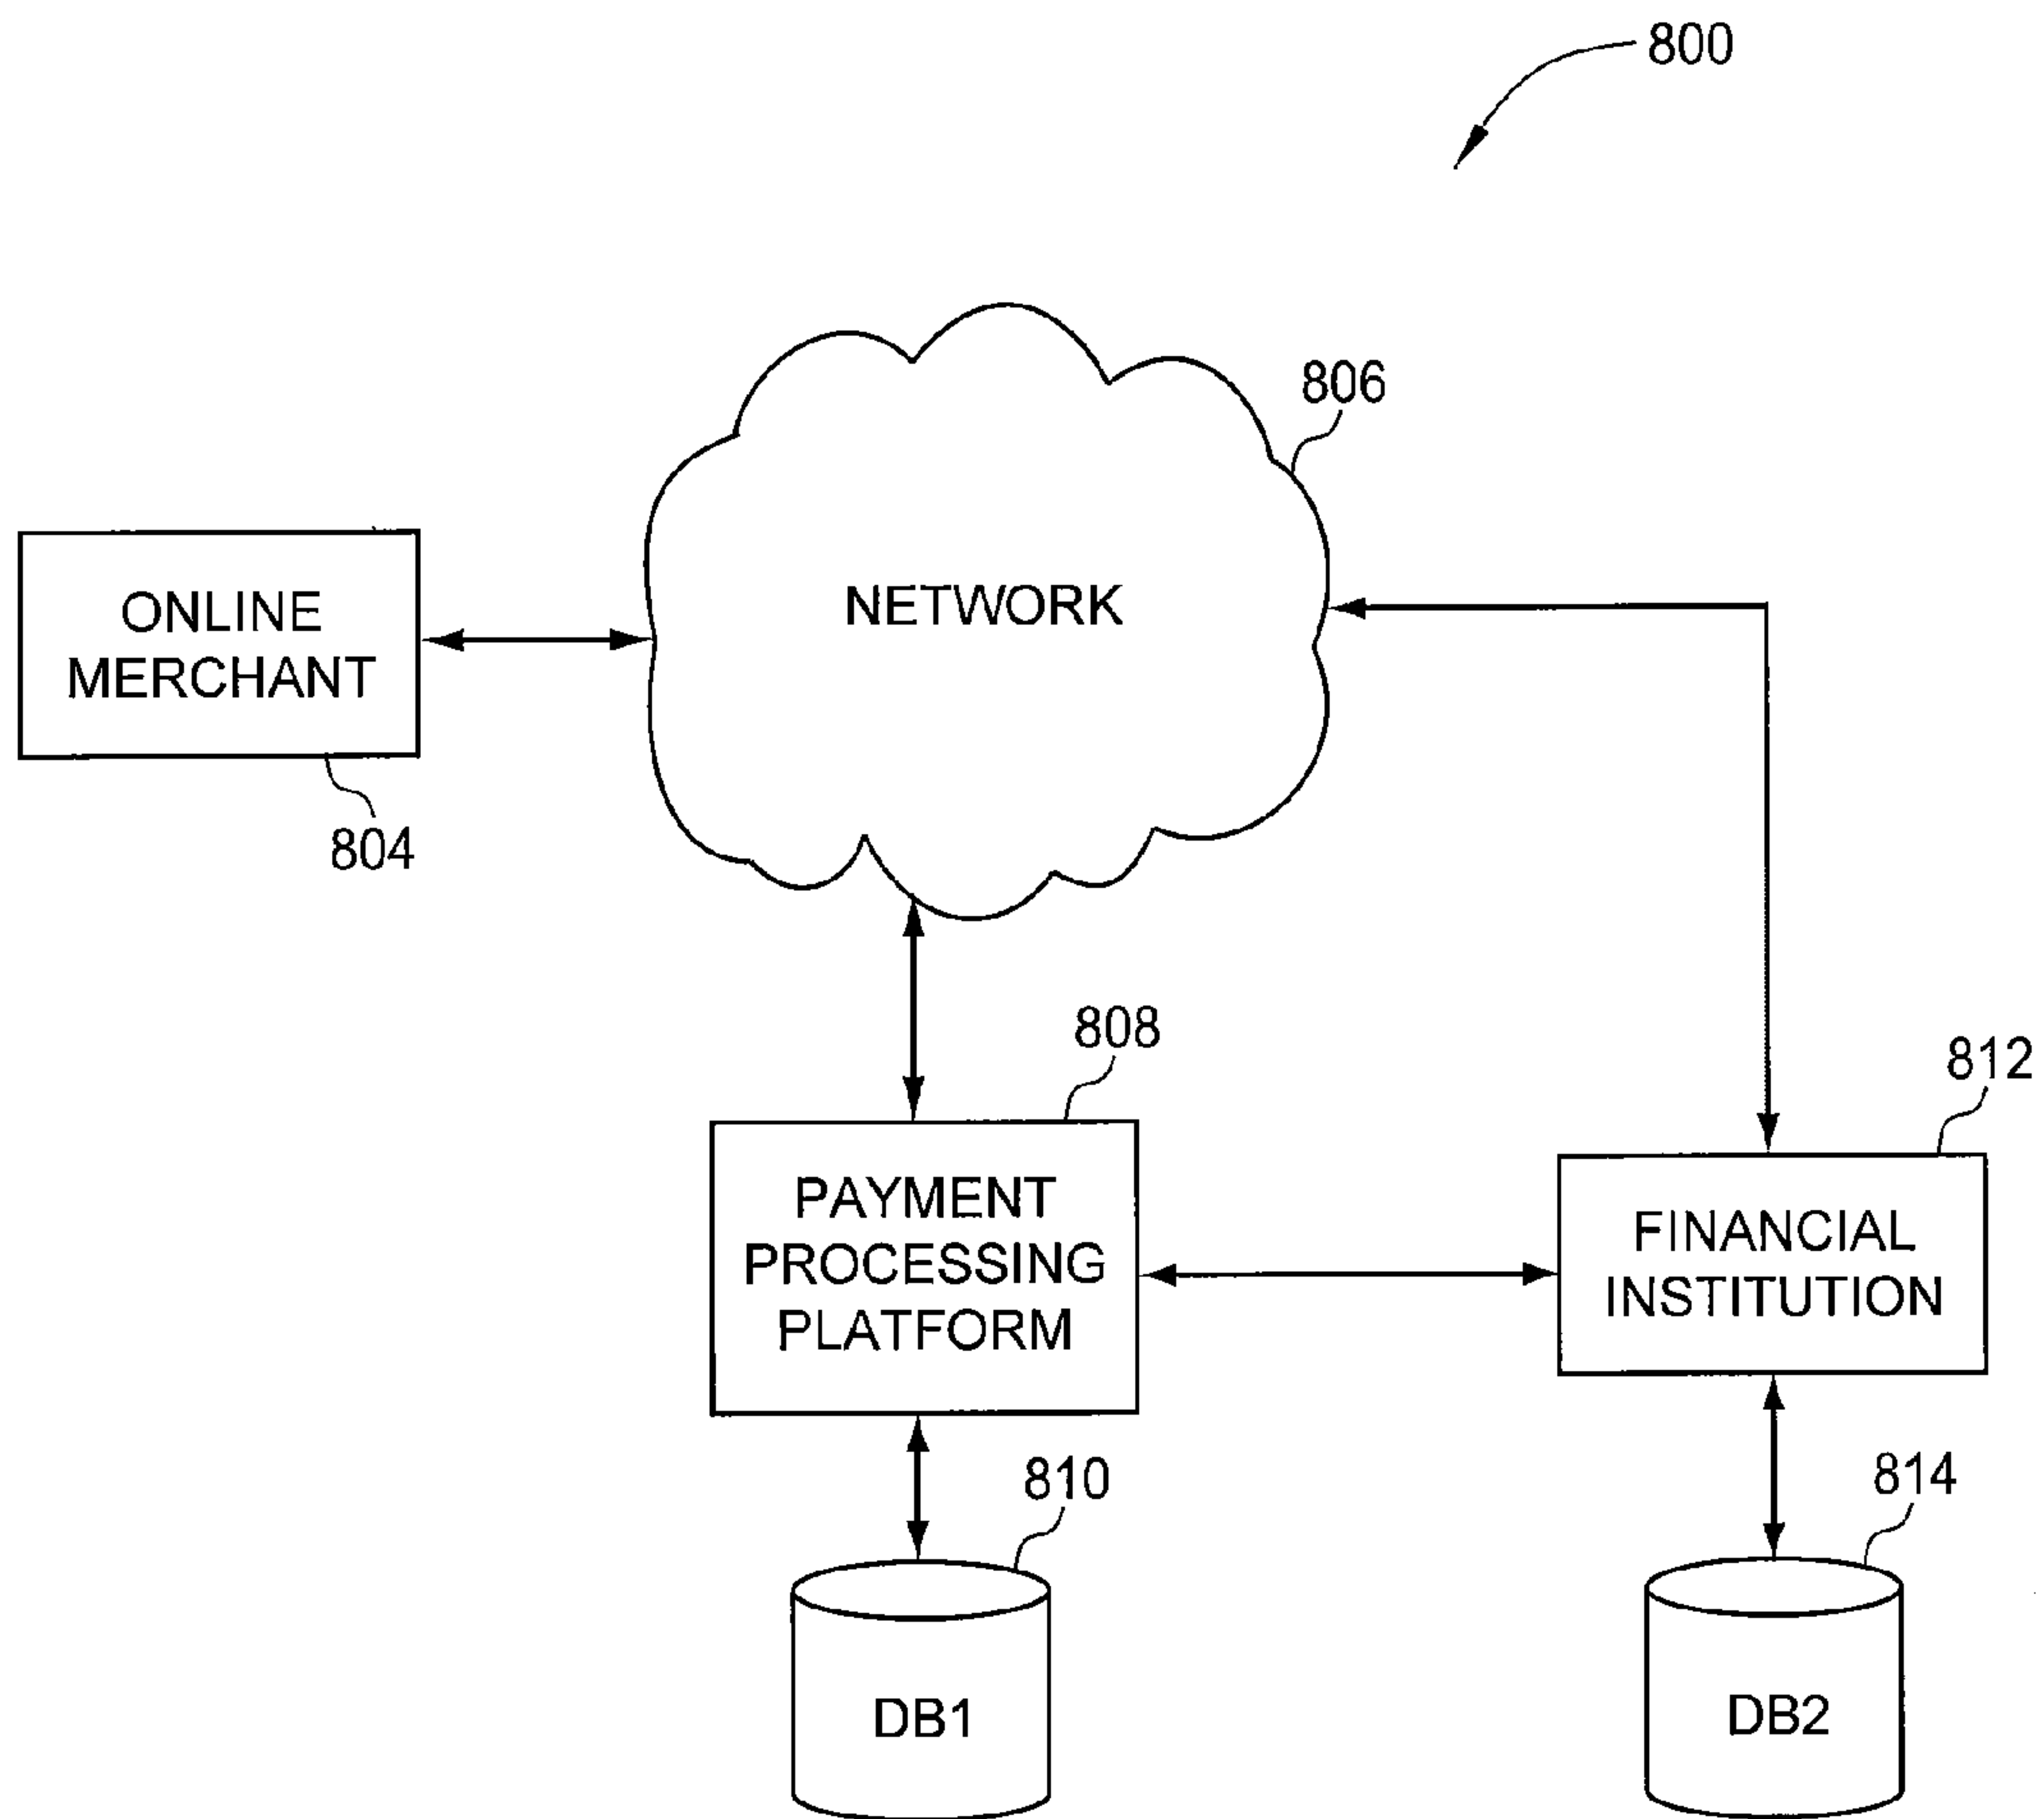 800
806
NETWORK
ONLINE
MERCHANT
804
808
812
PAYMENT
PROCESSING
PLATFORM
FINANCIAL
INSTITUTION
810
814
DB1
DB2